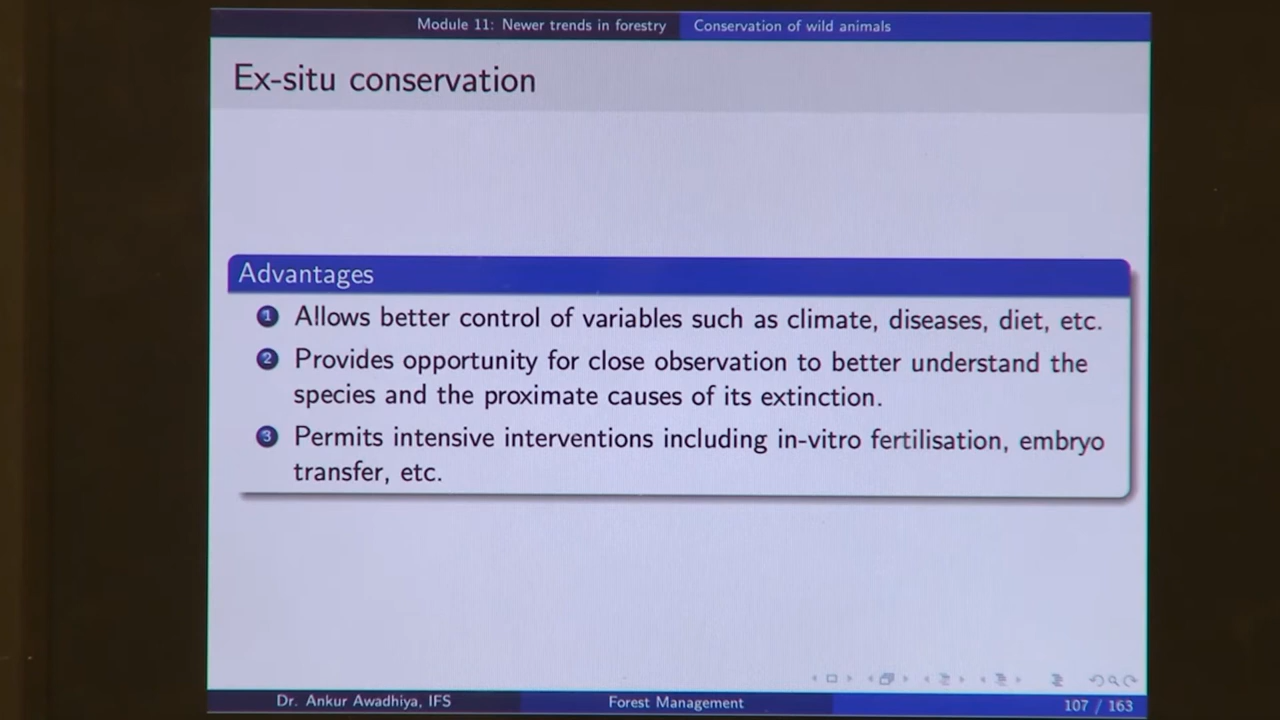 Module 11: Newer trends in forestry Conservation of wild animals
Ex-situ conservation
Advantages
1 Allows better control of variables such as climate, diseases, diet, etc.
2 Provides opportunity for close observation to better understand the
species and the proximate causes of its extinction.
3 Permits intensive interventions including in-vitro fertilisation, embryo
transfer, etc.
Dr. Ankur Awadhiya, IFS Forest Management 107 / 163